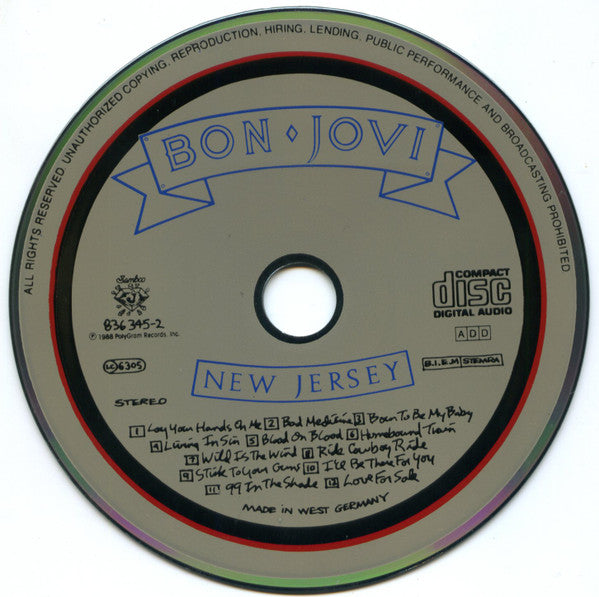 ALL RIGHTS RESERVED. UNAUTHORIZED COPYING, REPRODUCTION, HIRING, LENDING, PUBLIC PERFORMANCE AND BROADCASTING PROHIBITED
BON ♦ JOVI
Jambco
836 345-2
℗ 1988 PolyGram Records, Inc.
LC 6305
STEREO
COMPACT
disc
DIGITAL AUDIO
ADD
B.I.E.M. STEMRA
NEW JERSEY
1 Lay Your Hands On Me 2 Bad Medicine 3 Born To Be My Baby
4 Living In Sin 5 Blood On Blood 6 Homebound Train
7 Wild Is The Wind 8 Ride Cowboy Ride
9 Stick To Your Guns 10 I'll Be There For You
11 99 In The Shade 12 Love For Sale
MADE IN WEST GERMANY